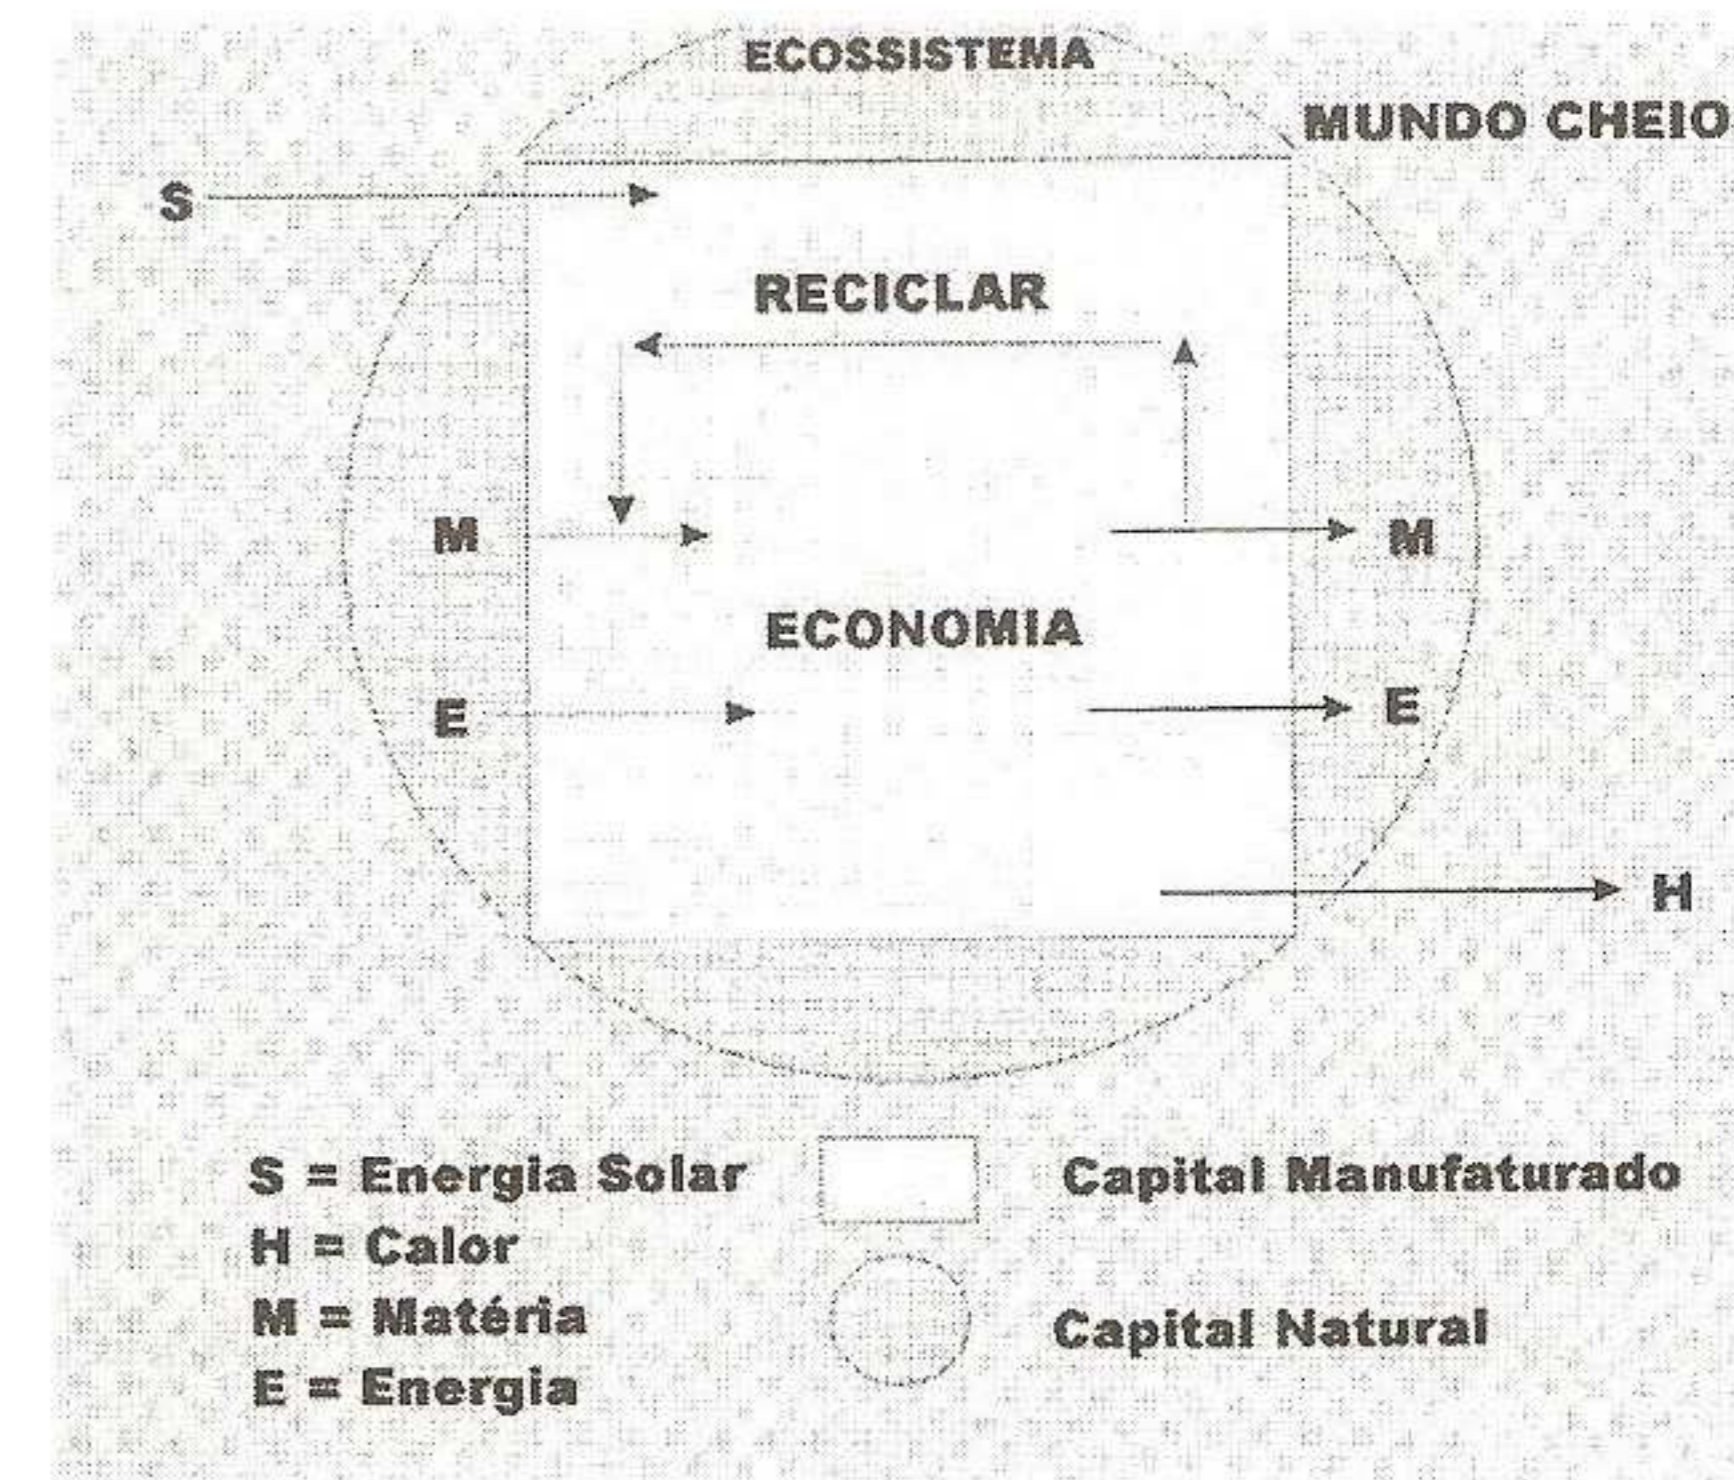 ECOSSISTEMA
MUNDO CHEIO
S
RECICLAR
M
M
ECONOMIA
E
E
H
S = Energia Solar
Capital Manufaturado
H = Calor
M = Matéria
Capital Natural
E = Energia